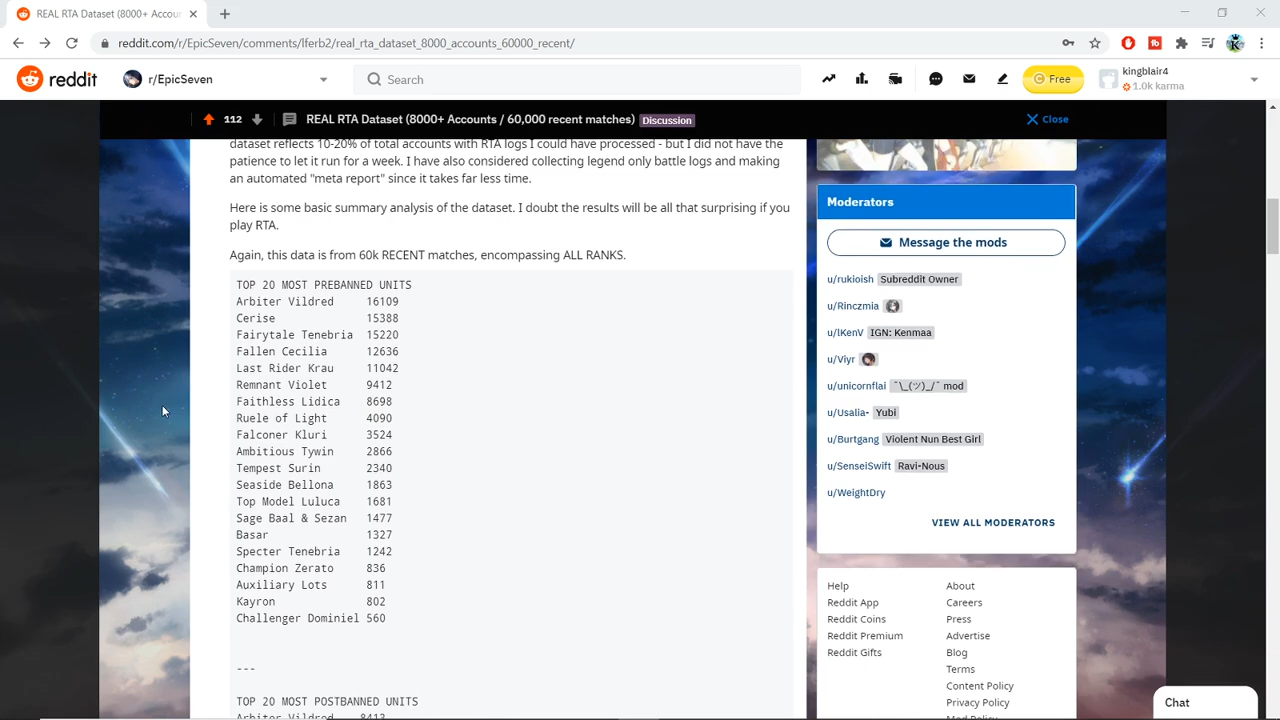 REAL RTA Dataset (8000+ Accou
reddit.com/r/EpicSeven/comments/lferb2/real_rta_dataset_8000_accounts_60000_recent/
reddit
r/EpicSeven
Search
Free
kingblair4
1.0k karma
112
REAL RTA Dataset (8000+ Accounts / 60,000 recent matches) Discussion
Close
dataset reflects 10-20% of total accounts with RTA logs I could have processed - but I did not have the
patience to let it run for a week. I have also considered collecting legend only battle logs and making
an automated "meta report" since it takes far less time.
Here is some basic summary analysis of the dataset. I doubt the results will be all that surprising if you
play RTA.
Again, this data is from 60k RECENT matches, encompassing ALL RANKS.
TOP 20 MOST PREBANNED UNITS
Arbiter Vildred 16109
Cerise 15388
Fairytale Tenebria 15220
Fallen Cecilia 12636
Last Rider Krau 11042
Remnant Violet 9412
Faithless Lidica 8698
Ruele of Light 4090
Falconer Kluri 3524
Ambitious Tywin 2866
Tempest Surin 2340
Seaside Bellona 1863
Top Model Luluca 1681
Sage Baal & Sezan 1477
Basar 1327
Specter Tenebria 1242
Champion Zerato 836
Auxiliary Lots 811
Kayron 802
Challenger Dominiel 560
---
TOP 20 MOST POSTBANNED UNITS
Arbiter Vildred 8413
Moderators
Message the mods
u/rukioish Subreddit Owner
u/Rinczmia
u/lKenV IGN: Kenmaa
u/Viyr
u/unicornflai ¯\_(ツ)_/¯ mod
u/Usalia- Yubi
u/Burtgang Violent Nun Best Girl
u/SenseiSwift Ravi-Nous
u/WeightDry
VIEW ALL MODERATORS
Help About
Reddit App Careers
Reddit Coins Press
Reddit Premium Advertise
Reddit Gifts Blog
Terms
Content Policy
Privacy Policy
Mod Policy
Chat